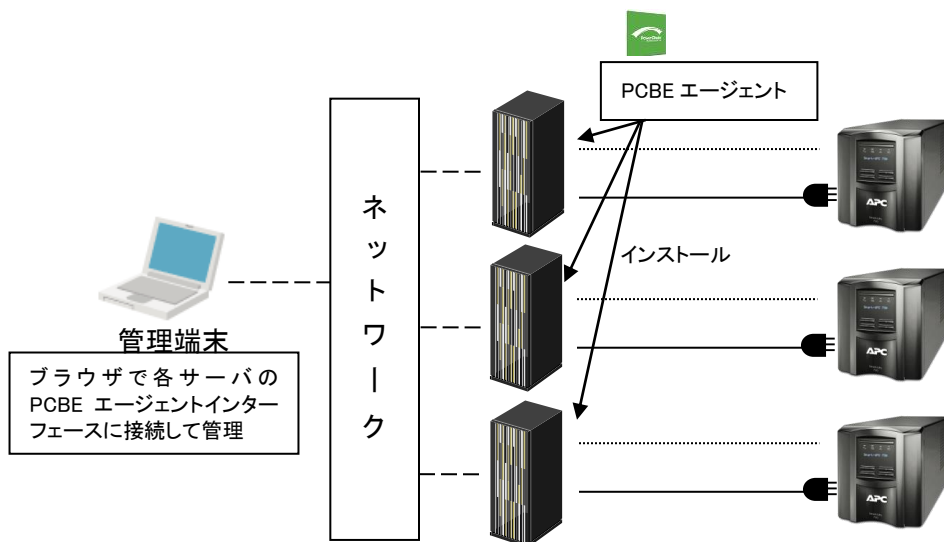 PCBE エージェント
ネットワーク
インストール
管理端末
ブラウザで各サーバの
PCBE エージェントインター
フェースに接続して管理
APC
APC
APC